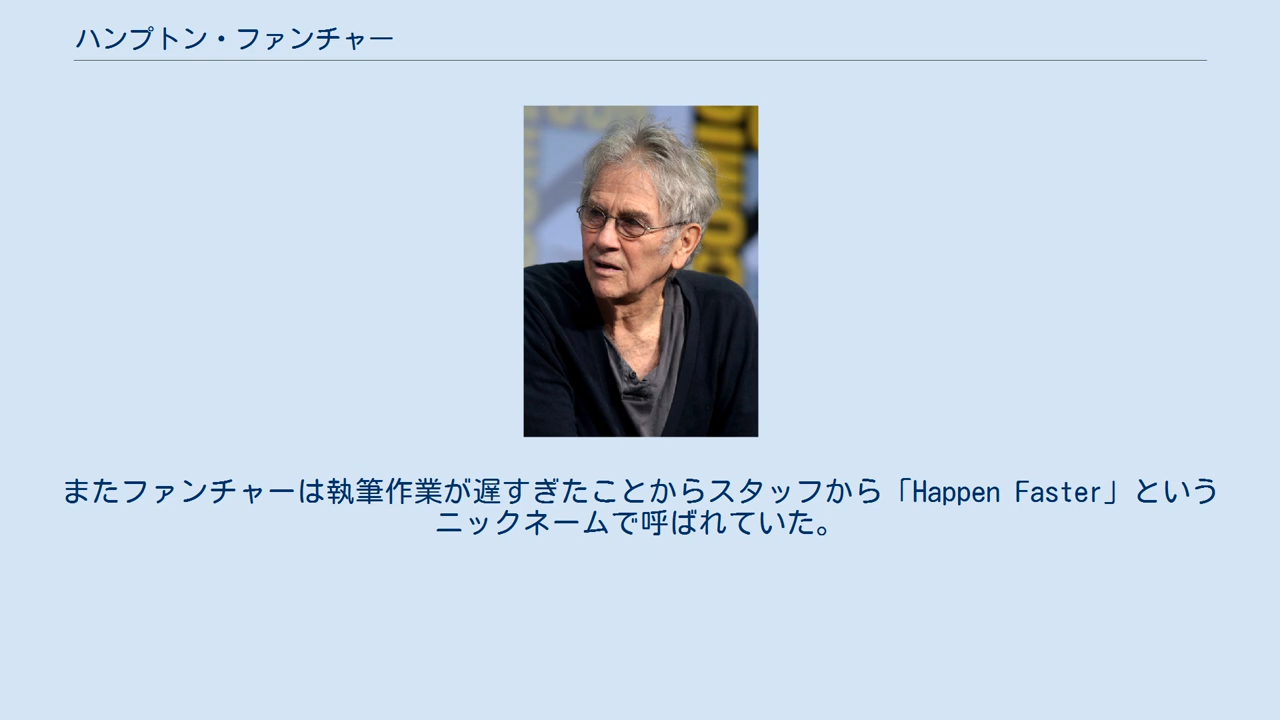 ハンプトン・ファンチャー
またファンチャーは執筆作業が遅すぎたことからスタッフから「Happen Faster」という
ニックネームで呼ばれていた。